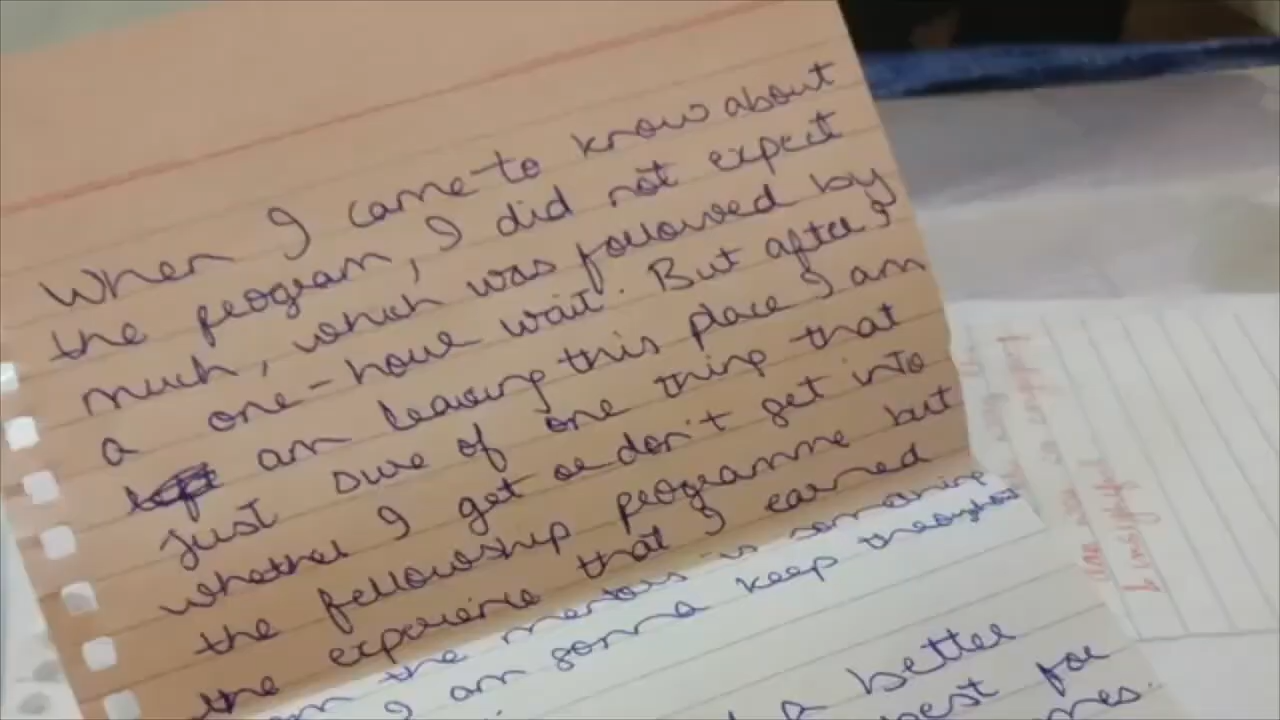 When I came to know about
the program, I did not expect
much, which was followed by
a one-hour wait. But after I
am leaving this place I am
just sure of one thing that
whether I get or don't get into
the fellowship programme but
the experience that I earned
the mentors is something
I am gonna keep throughout
a better
best for